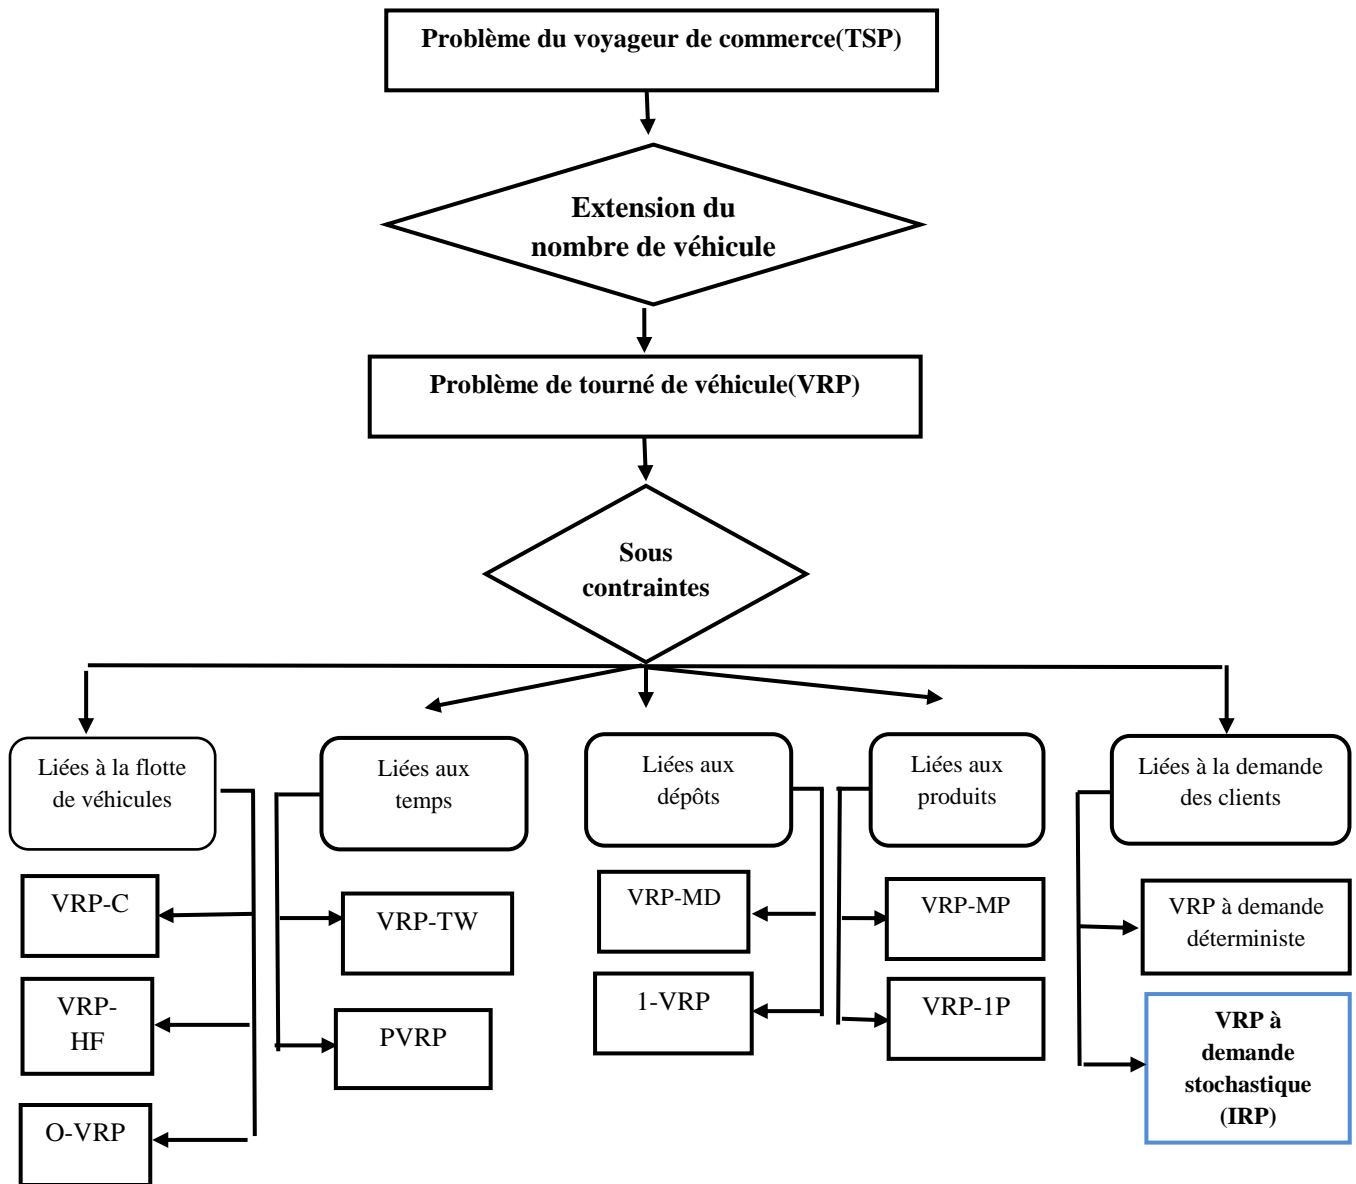 Problème du voyageur de commerce(TSP)
Extension du
nombre de véhicule
Problème de tourné de véhicule(VRP)
Sous
contraintes
Liées à la flotte
de véhicules
Liées aux
temps
Liées aux
dépôts
Liées aux
produits
Liées à la demande
des clients
VRP-C
VRP-
HF
O-VRP
VRP-TW
PVRP
VRP-MD
1-VRP
VRP-MP
VRP-1P
VRP à demande
déterministe
VRP à
demande
stochastique
(IRP)